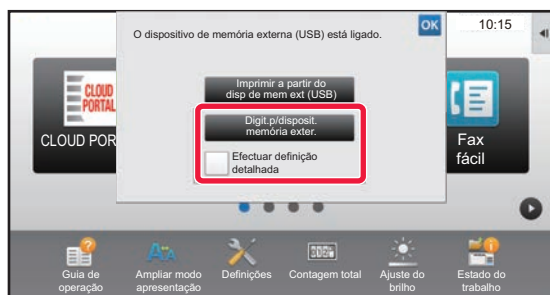 O dispositivo de memória externa (USB) está ligado.
OK
10:15
Imprimir a partir do
disp de mem ext (USB)
Digit.p/disposit.
memória exter.
Efectuar definição
detalhada
CLOUD
PORTAL
CLOUD POR
Fax
fácil
Guia de
operação
Ampliar modo
apresentação
Definições
Contagem total
Ajuste do
brilho
Estado do
trabalho